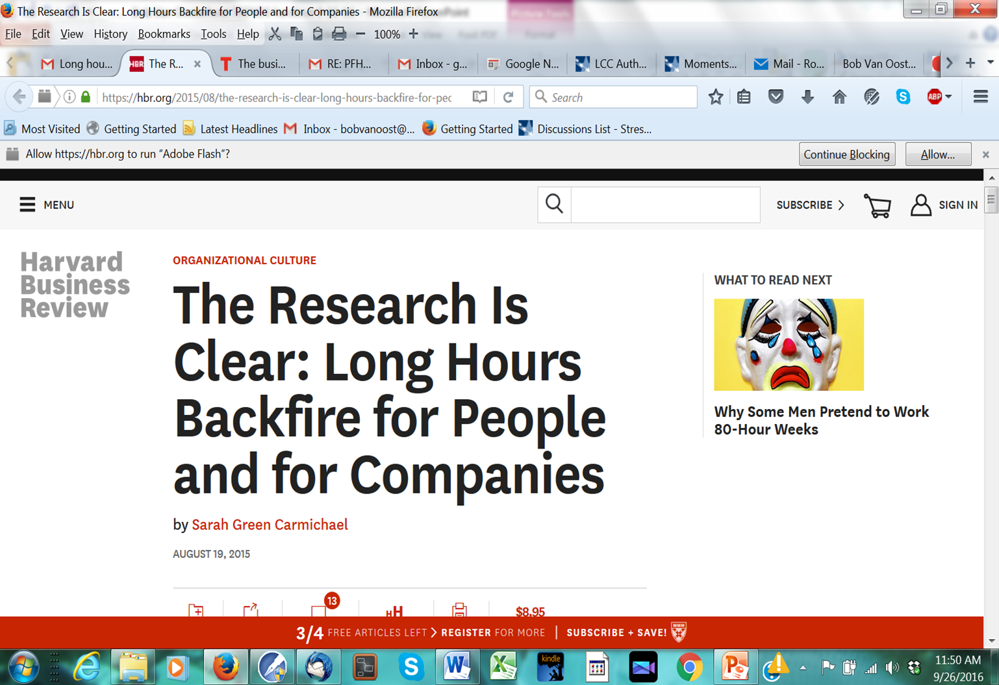 The Research Is Clear: Long Hours Backfire for People and for Companies - Mozilla Firefox
File Edit View History Bookmarks Tools Help 100%
Long hou... HBR The R... The busi... RE: PFH... Inbox - g... Google N... LCC Auth... Moments... Mail - Ro... Bob Van Oost...
https://hbr.org/2015/08/the-research-is-clear-long-hours-backfire-for-pec Search ABP
Most Visited Getting Started Latest Headlines Inbox - bobvanoost@... Getting Started Discussions List - Stres...
Allow https://hbr.org to run “Adobe Flash”? Continue Blocking Allow...
MENU SUBSCRIBE SIGN IN
Harvard
Business
Review
ORGANIZATIONAL CULTURE
The Research Is
Clear: Long Hours
Backfire for People
and for Companies
by Sarah Green Carmichael
AUGUST 19, 2015
WHAT TO READ NEXT
Why Some Men Pretend to Work
80-Hour Weeks
13
HH $8.95
3/4 FREE ARTICLES LEFT > REGISTER FOR MORE | SUBSCRIBE + SAVE!
kindle
11:50 AM
9/26/2016